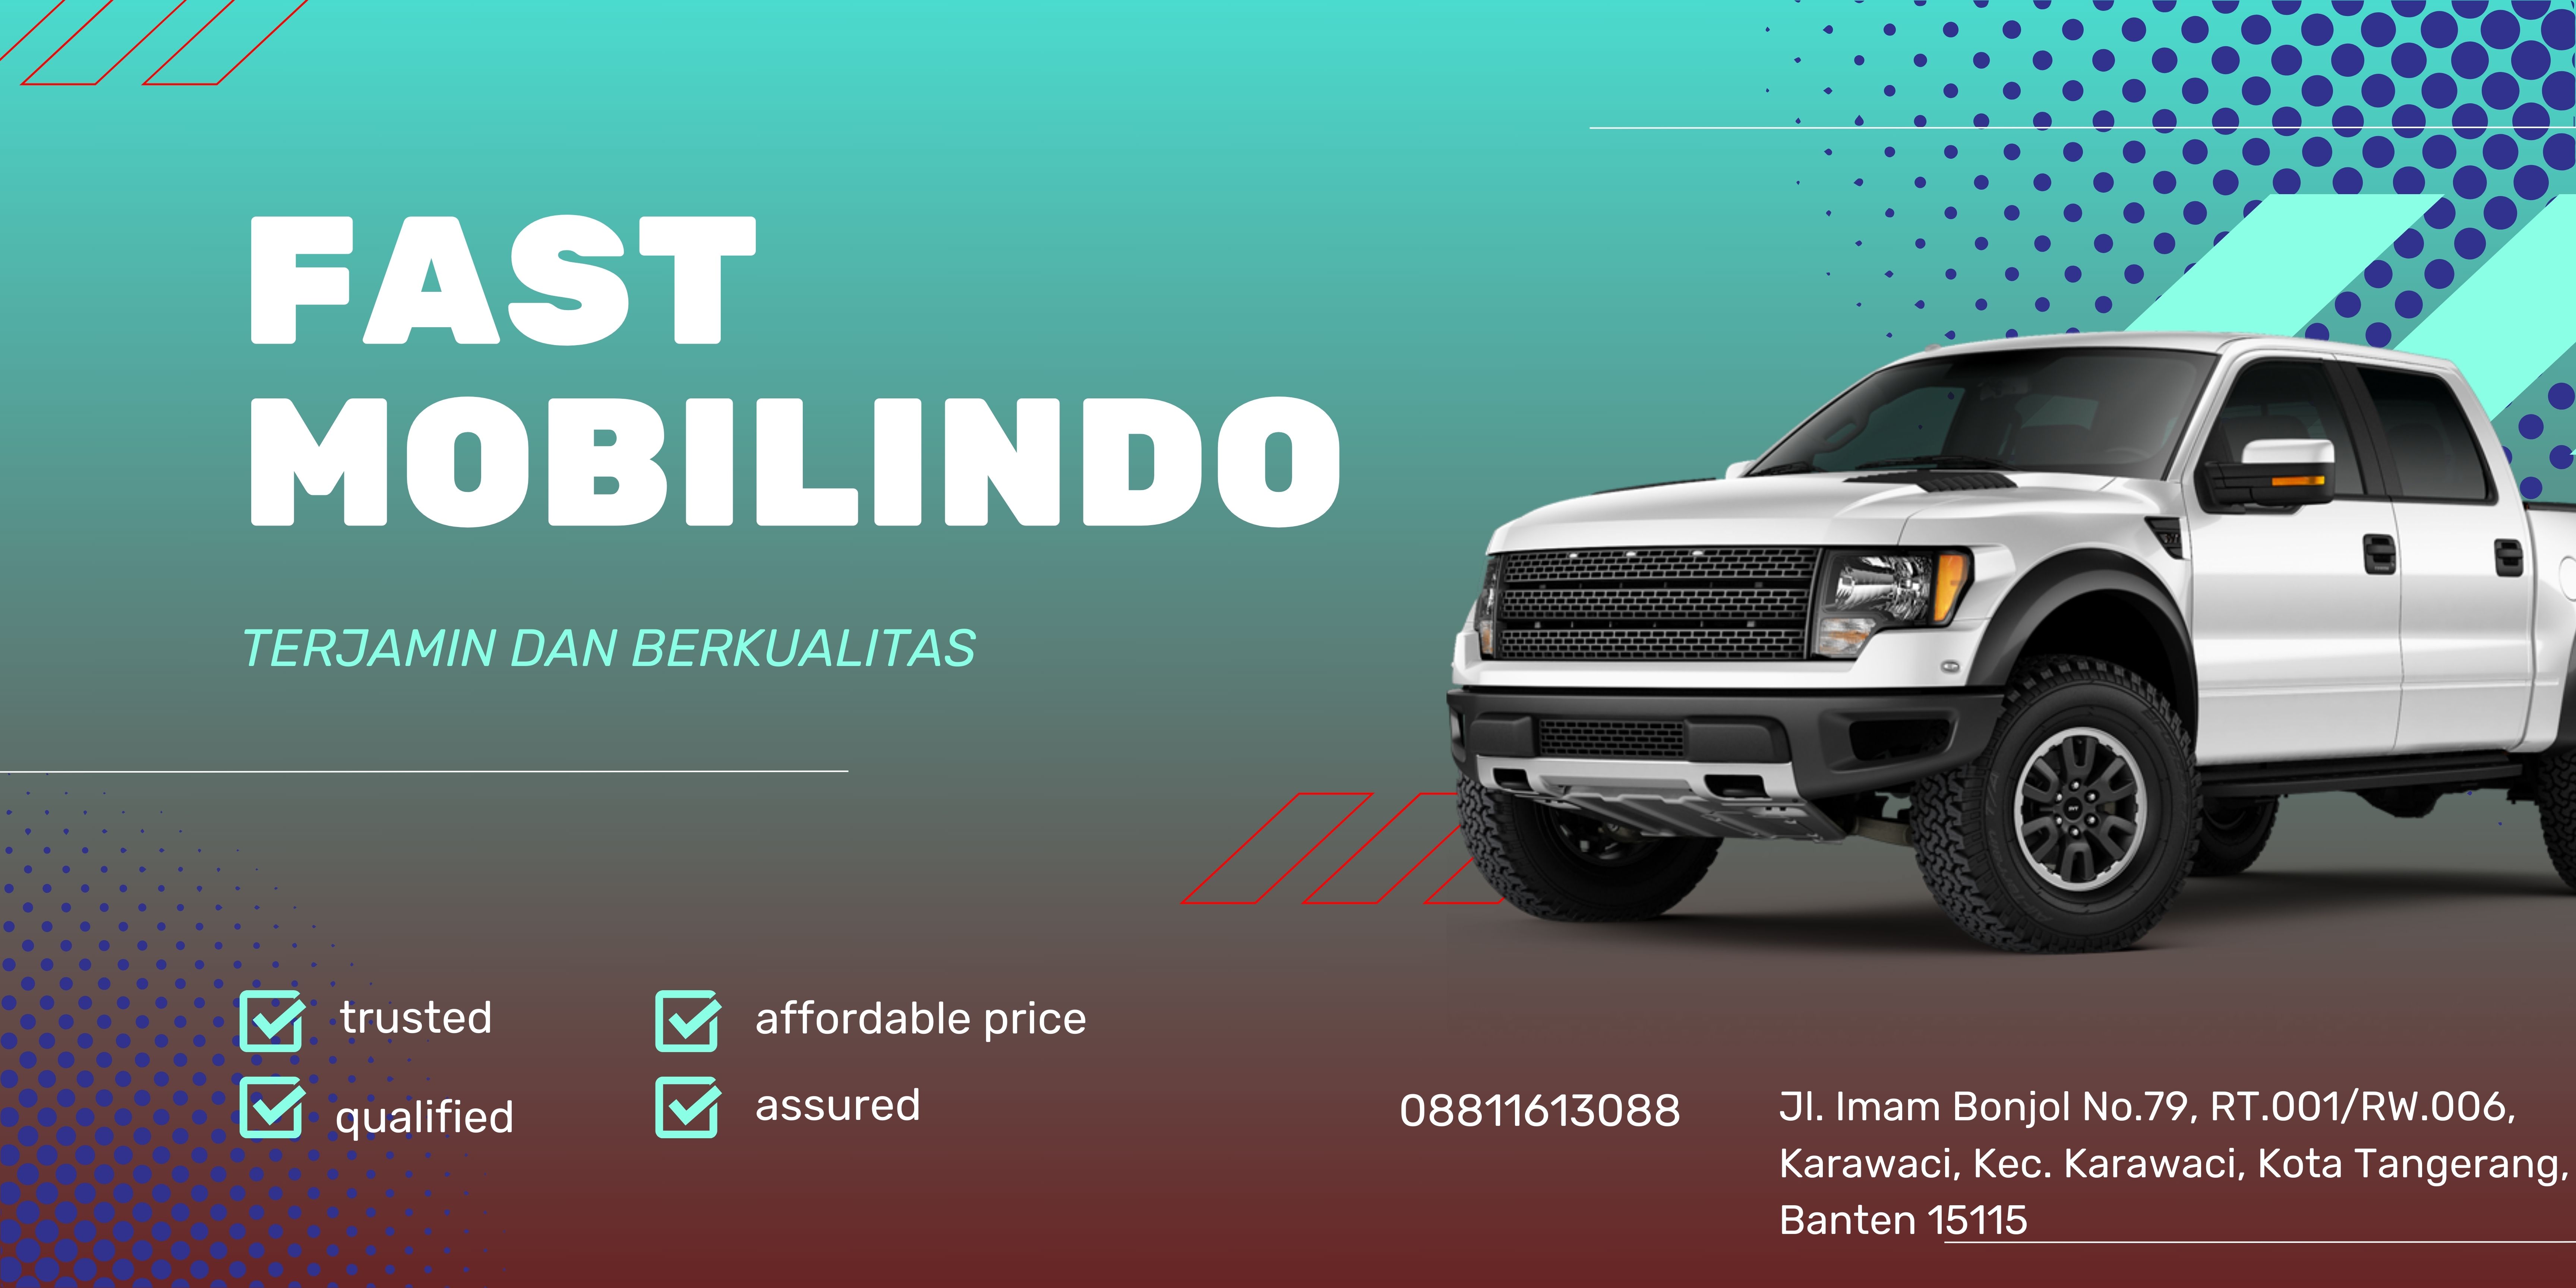 FAST
MOBILINDO
TERJAMIN DAN BERKUALITAS
trusted
affordable price
qualified
assured
08811613088
Jl. Imam Bonjol No.79, RT.001/RW.006,
Karawaci, Kec. Karawaci, Kota Tangerang,
Banten 15115